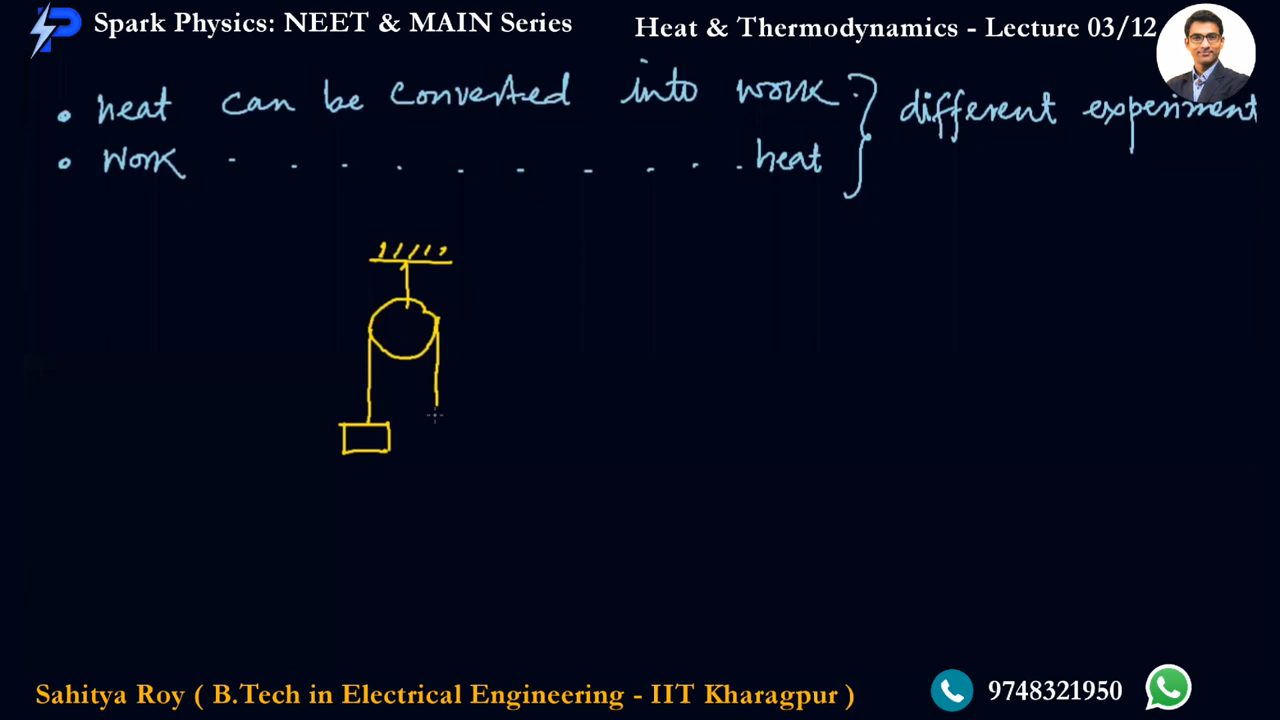 Spark Physics: NEET & MAIN Series
Heat & Thermodynamics - Lecture 03/12
• heat can be converted into work.
different experiment
• Work . . . . . . . . . . heat
Sahitya Roy ( B.Tech in Electrical Engineering - IIT Kharagpur )
9748321950